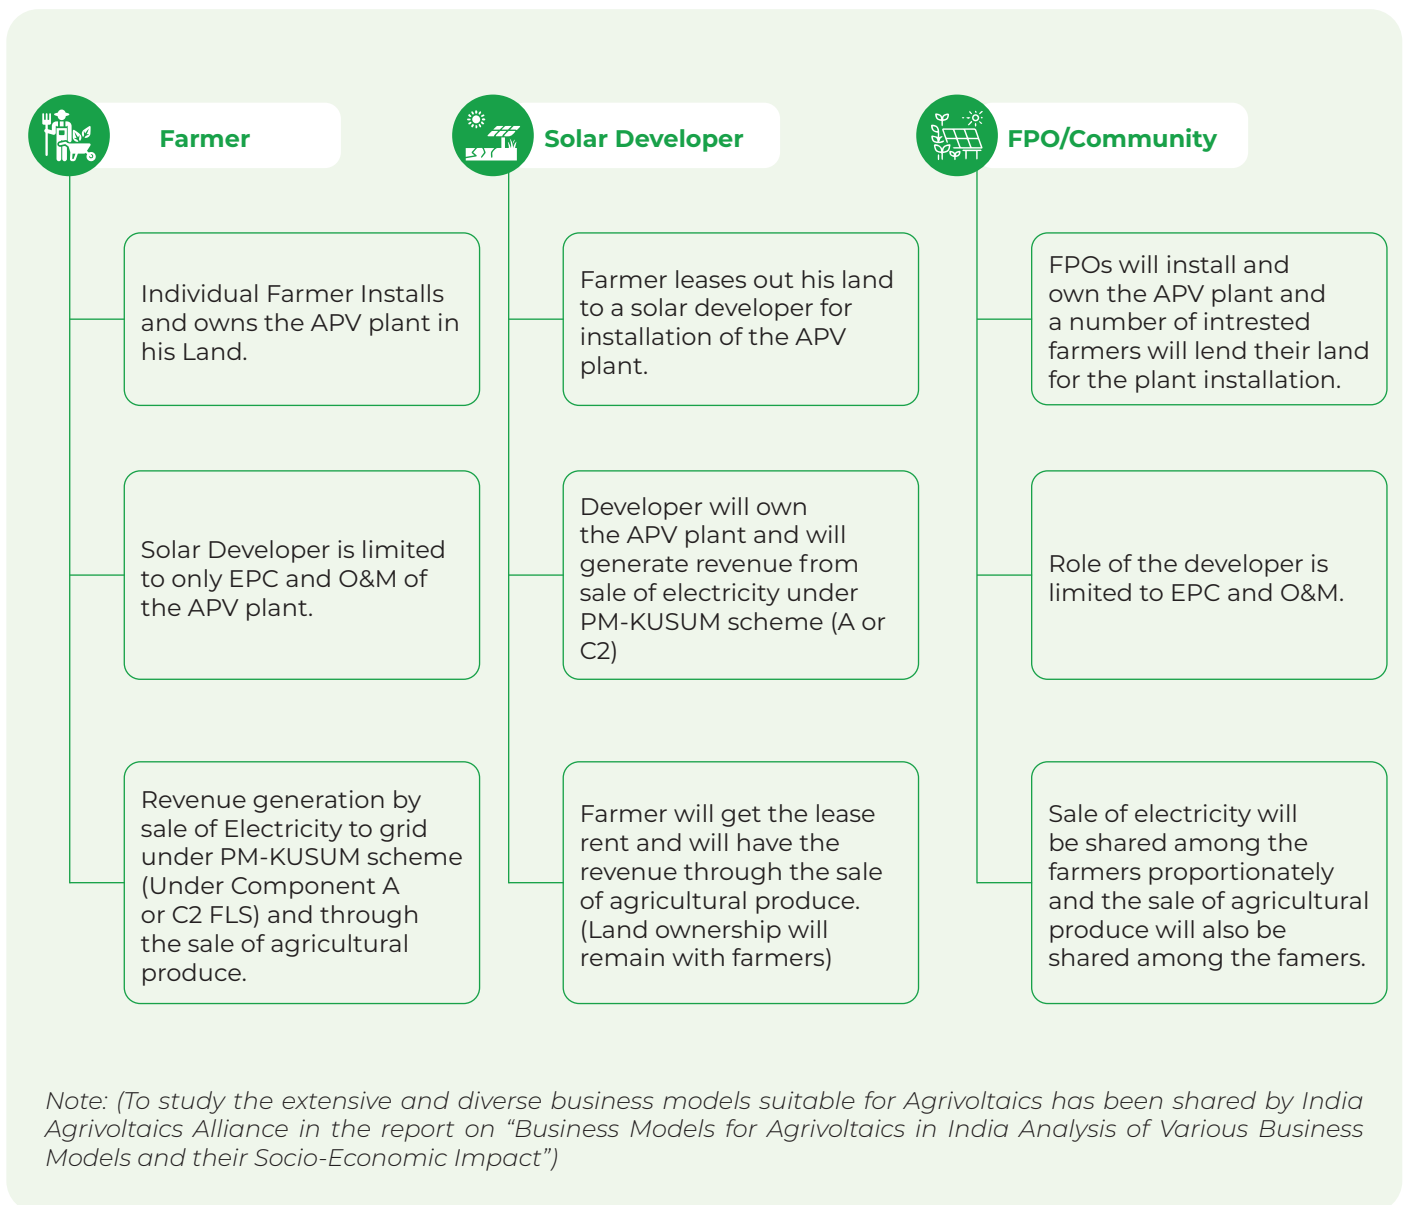 Farmer
Individual Farmer Installs
and owns the APV plant in
his Land.
Solar Developer is limited
to only EPC and O&M of
the APV plant.
Revenue generation by
sale of Electricity to grid
under PM-KUSUM scheme
(Under Component A
or C2 FLS) and through
the sale of agricultural
produce.
Solar Developer
Farmer leases out his land
to a solar developer for
installation of the APV
plant.
Developer will own
the APV plant and will
generate revenue from
sale of electricity under
PM-KUSUM scheme (A or
C2)
Farmer will get the lease
rent and will have the
revenue through the sale
of agricultural produce.
(Land ownership will
remain with farmers)
FPO/Community
FPOs will install and
own the APV plant and
a number of intrested
farmers will lend their land
for the plant installation.
Role of the developer is
limited to EPC and O&M.
Sale of electricity will
be shared among the
farmers proportionately
and the sale of agricultural
produce will also be
shared among the famers.
Note: (To study the extensive and diverse business models suitable for Agrivoltaics has been shared by India
Agrivoltaics Alliance in the report on “Business Models for Agrivoltaics in India Analysis of Various Business
Models and their Socio-Economic Impact”)